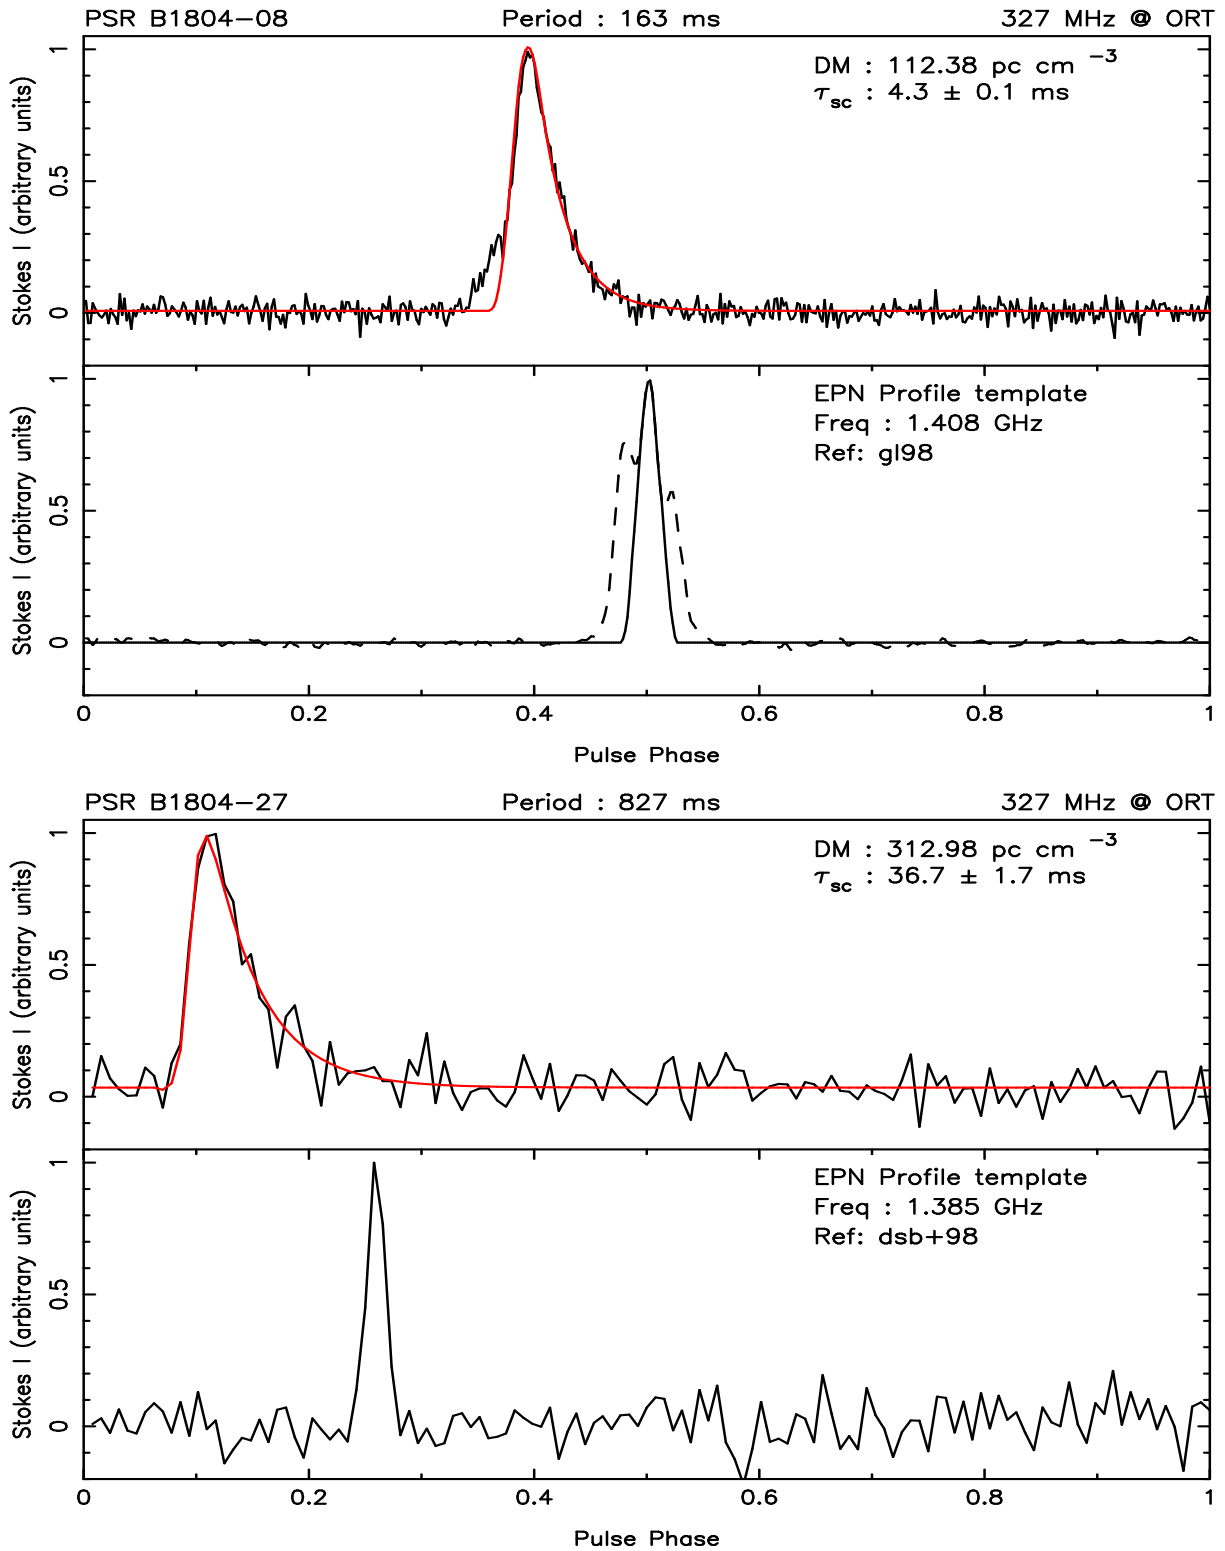 PSR B1804−08 Period : 163 ms 327 MHz @ ORT
DM : 112.38 pc cm −3
τsc : 4.3 ± 0.1 ms
Stokes I (arbitrary units)
1
0.5
0
EPN Profile template
Freq : 1.408 GHz
Ref: gl98
Stokes I (arbitrary units)
1
0.5
0
0 0.2 0.4 0.6 0.8 1
Pulse Phase
PSR B1804−27 Period : 827 ms 327 MHz @ ORT
DM : 312.98 pc cm −3
τsc : 36.7 ± 1.7 ms
Stokes I (arbitrary units)
1
0.5
0
EPN Profile template
Freq : 1.385 GHz
Ref: dsb+98
Stokes I (arbitrary units)
1
0.5
0
0 0.2 0.4 0.6 0.8 1
Pulse Phase